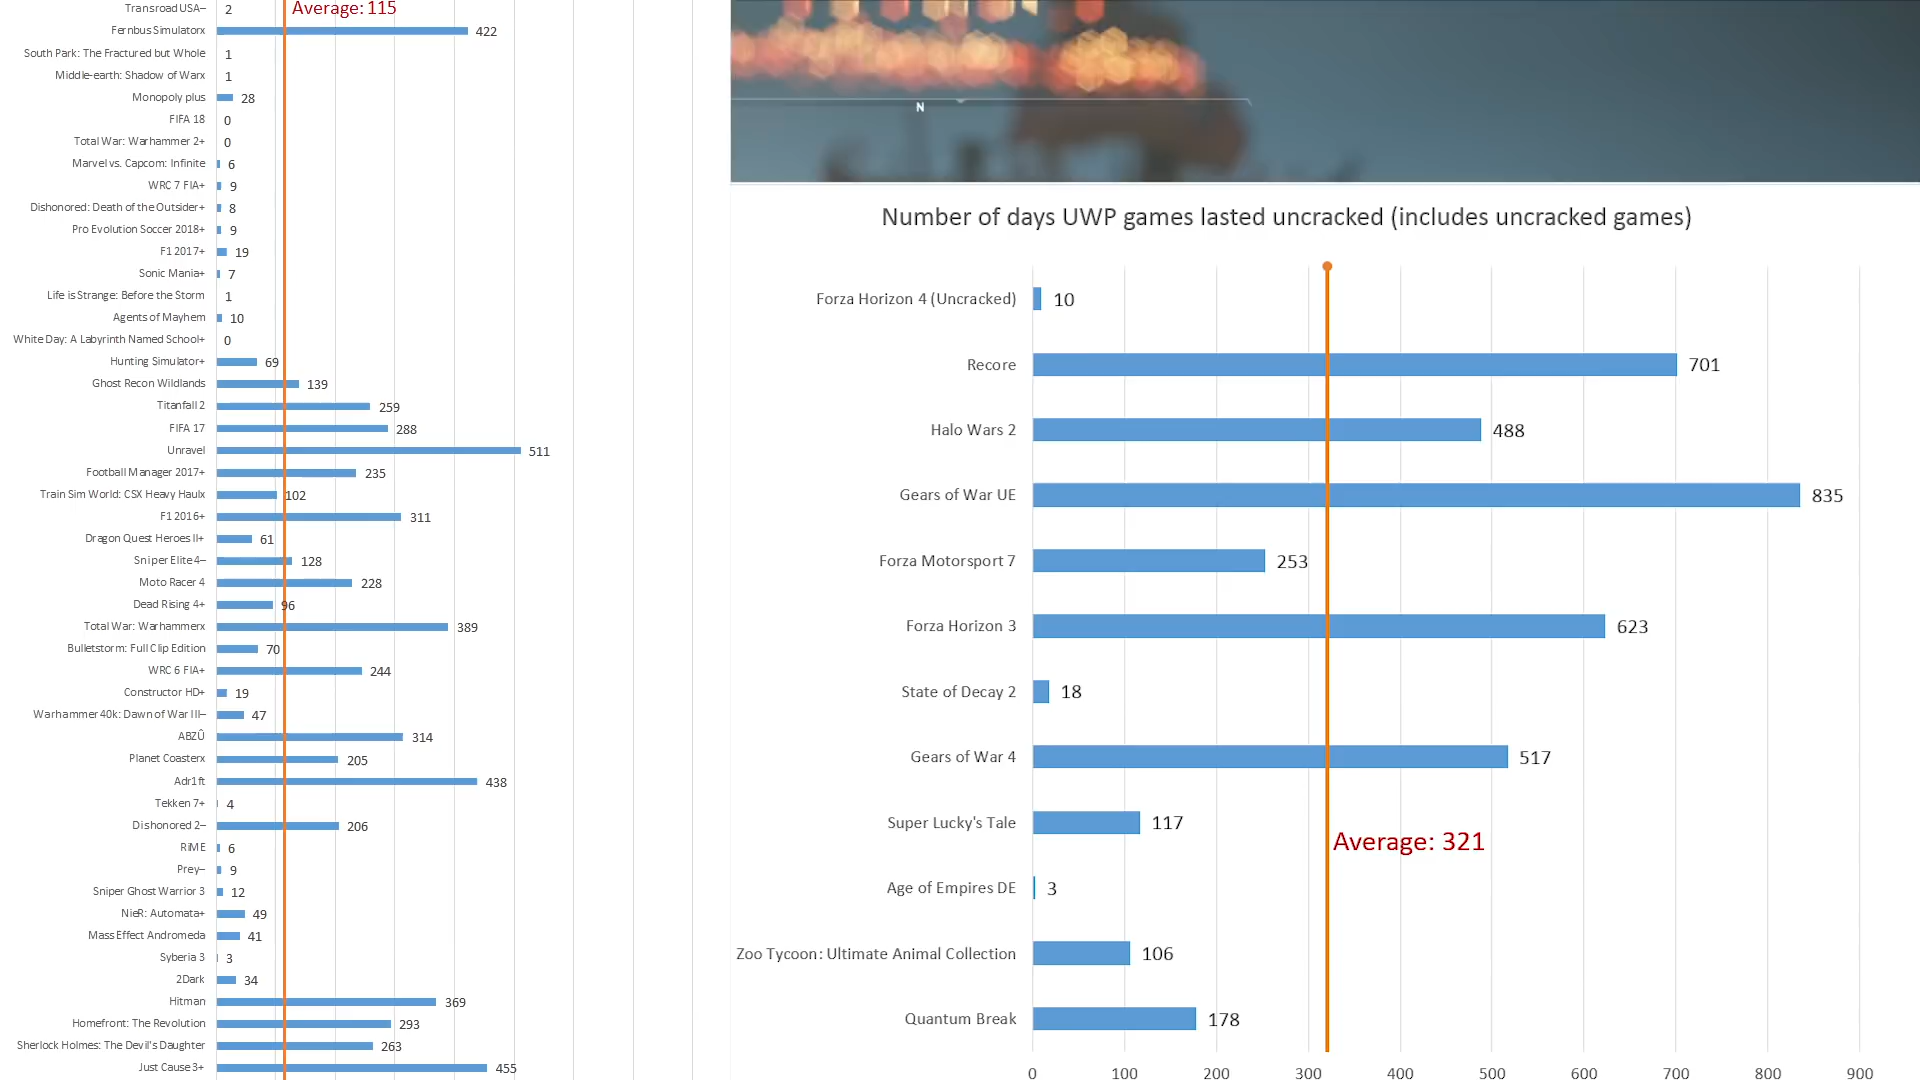 Average: 115
Transroad USA– 2
Fernbus Simulatorx 422
South Park: The Fractured but Whole 1
Middle-earth: Shadow of Warx 1
Monopoly plus 28
FIFA 18 0
Total War: Warhammer 2+ 0
Marvel vs. Capcom: Infinite 6
WRC 7 FIA+ 9
Dishonored: Death of the Outsider+ 8
Pro Evolution Soccer 2018+ 9
F1 2017+ 19
Sonic Mania+ 7
Life is Strange: Before the Storm 1
Agents of Mayhem 10
White Day: A Labyrinth Named School+ 0
Hunting Simulator+ 69
Ghost Recon Wildlands 139
Titanfall 2 259
FIFA 17 288
Unravel 511
Football Manager 2017+ 235
Train Sim World: CSX Heavy Haulx 102
F1 2016+ 311
Dragon Quest Heroes II+ 61
Sniper Elite 4– 128
Moto Racer 4 228
Dead Rising 4+ 96
Total War: Warhammerx 389
Bulletstorm: Full Clip Edition 70
WRC 6 FIA+ 244
Constructor HD+ 19
Warhammer 40k: Dawn of War III– 47
ABZÛ 314
Planet Coasterx 205
Adr1ft 438
Tekken 7+ 4
Dishonored 2– 206
RiME 6
Prey– 9
Sniper Ghost Warrior 3 12
NieR: Automata+ 49
Mass Effect Andromeda 41
Syberia 3 3
2Dark 34
Hitman 369
Homefront: The Revolution 293
Sherlock Holmes: The Devil's Daughter 263
Just Cause 3+ 455
N
Number of days UWP games lasted uncracked (includes uncracked games)
Forza Horizon 4 (Uncracked) 10
Recore 701
Halo Wars 2 488
Gears of War UE 835
Forza Motorsport 7 253
Forza Horizon 3 623
State of Decay 2 18
Gears of War 4 517
Super Lucky's Tale 117
Average: 321
Age of Empires DE 3
Zoo Tycoon: Ultimate Animal Collection 106
Quantum Break 178
0 100 200 300 400 500 600 700 800 900